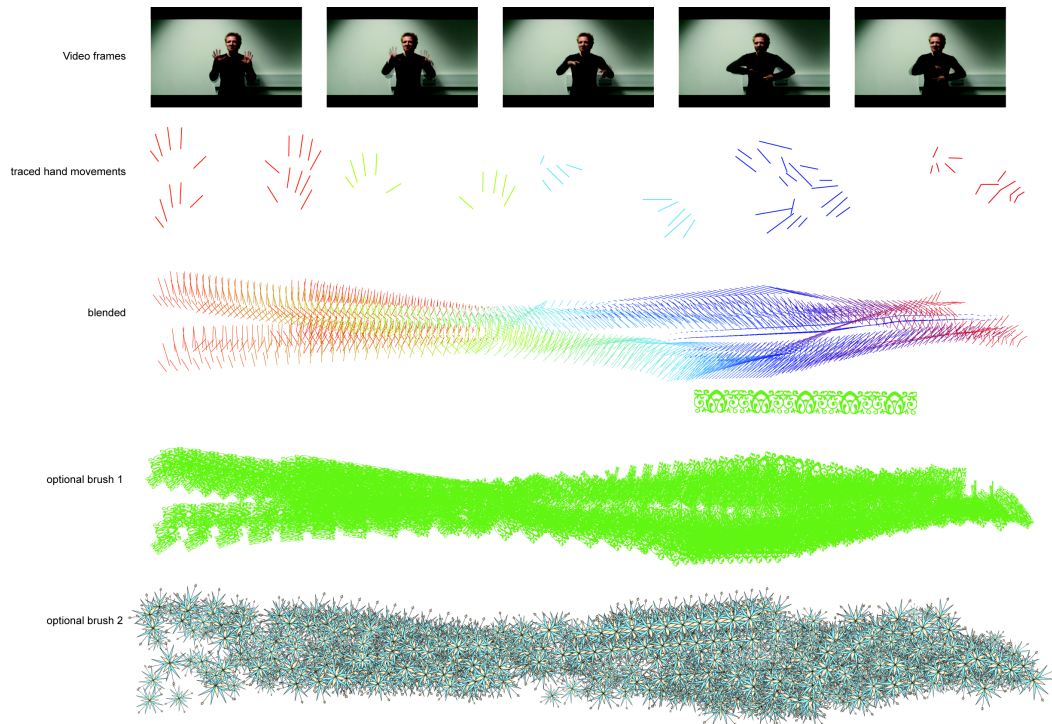 Video frames
traced hand movements
blended
optional brush 1
optional brush 2